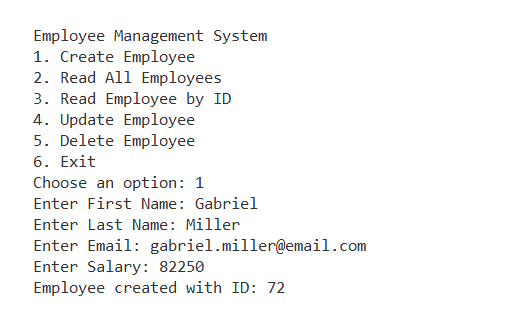 Employee Management System
1. Create Employee
2. Read All Employees
3. Read Employee by ID
4. Update Employee
5. Delete Employee
6. Exit
Choose an option: 1
Enter First Name: Gabriel
Enter Last Name: Miller
Enter Email: gabriel.miller@email.com
Enter Salary: 82250
Employee created with ID: 72